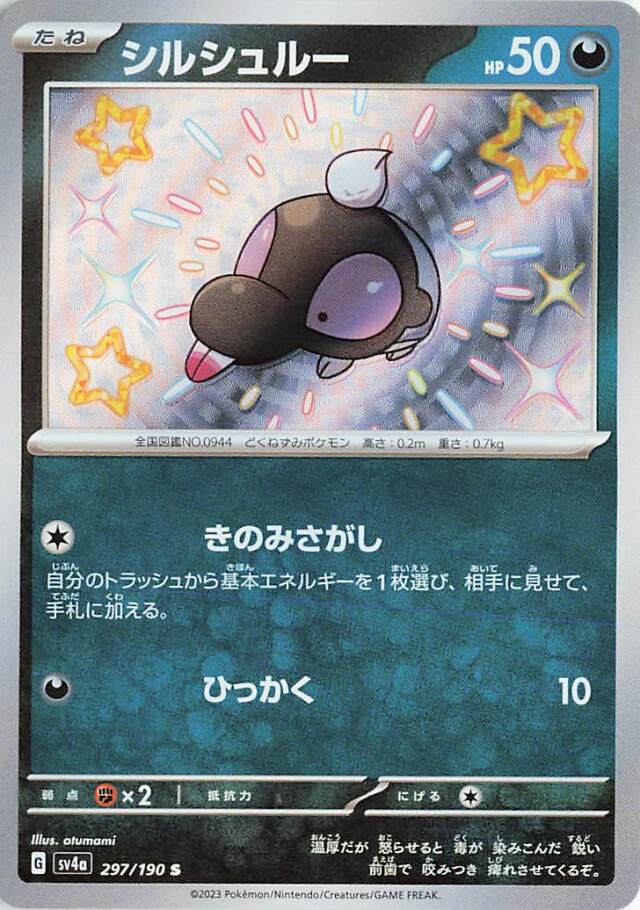 たね
シルシュルー
HP 50
全国図鑑NO.0944 どくねずみポケモン 高さ:0.2m 重さ:0.7kg
きのみさがし
自分のトラッシュから基本エネルギーを1枚選び、相手に見せて、
手札に加える。
ひっかく 10
弱点 ×2 抵抗力 にげる
Illus. otumami
温厚だが 怒らせると 毒が 染みこんだ 鋭い
前歯で 咬みつき 痺れさせてくるぞ。
G sv4a 297/190 S
©2023 Pokémon/Nintendo/Creatures/GAME FREAK.